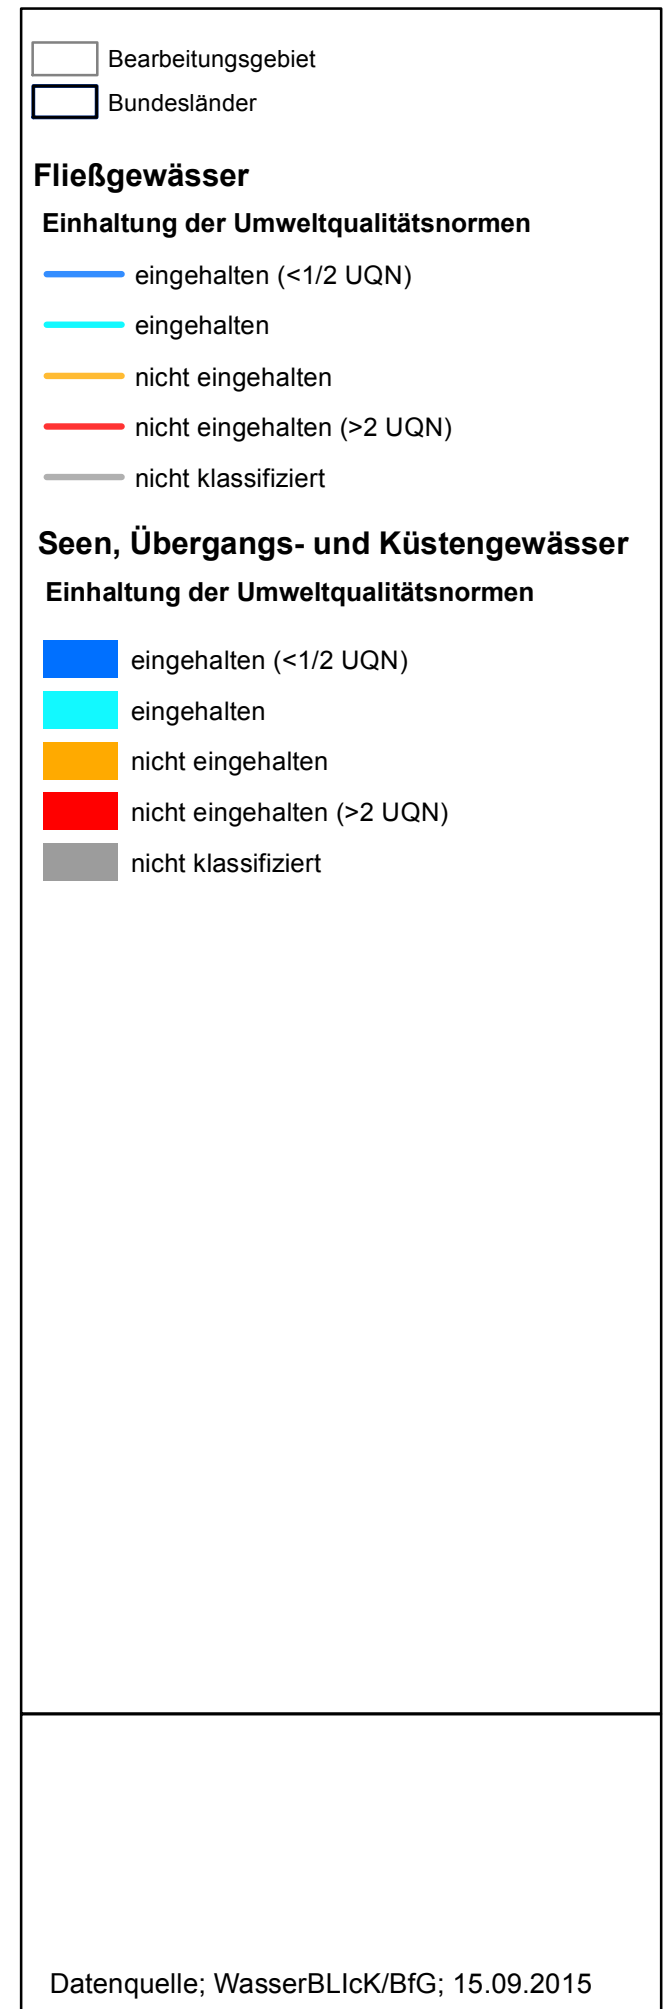 Bearbeitungsgebiet
Bundesländer
Fließgewässer
Einhaltung der Umweltqualitätsnormen
eingehalten (<1/2 UQN)
eingehalten
nicht eingehalten
nicht eingehalten (>2 UQN)
nicht klassifiziert
Seen, Übergangs- und Küstengewässer
Einhaltung der Umweltqualitätsnormen
eingehalten (<1/2 UQN)
eingehalten
nicht eingehalten
nicht eingehalten (>2 UQN)
nicht klassifiziert
Datenquelle; WasserBLIcK/BfG; 15.09.2015